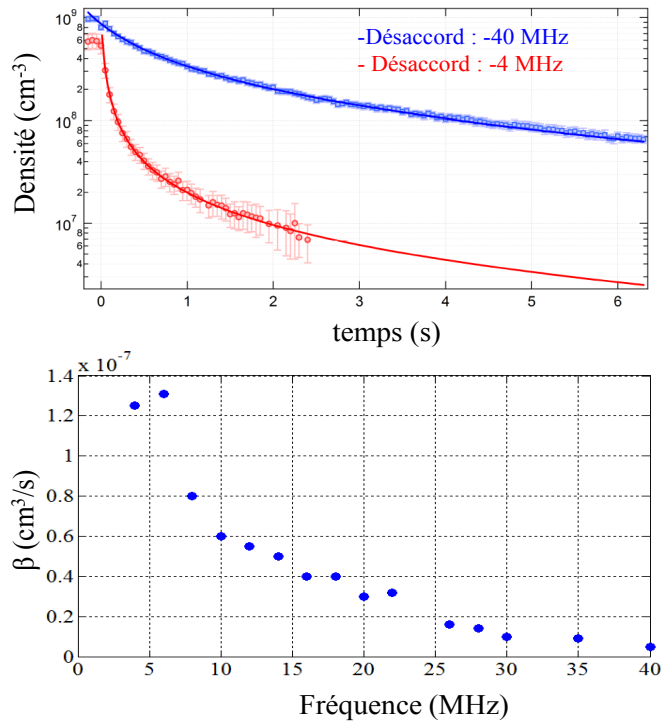 10⁹
8
6
4
2
10⁸
8
6
4
2
10⁷
8
6
4
Densité (cm⁻³)
-Désaccord : -40 MHz
- Désaccord : -4 MHz
0 1 2 3 4 5 6
temps (s)
x 10⁻⁷
1.4
1.2
1
0.8
0.6
0.4
0.2
0
β (cm³/s)
0 5 10 15 20 25 30 35 40
Fréquence (MHz)